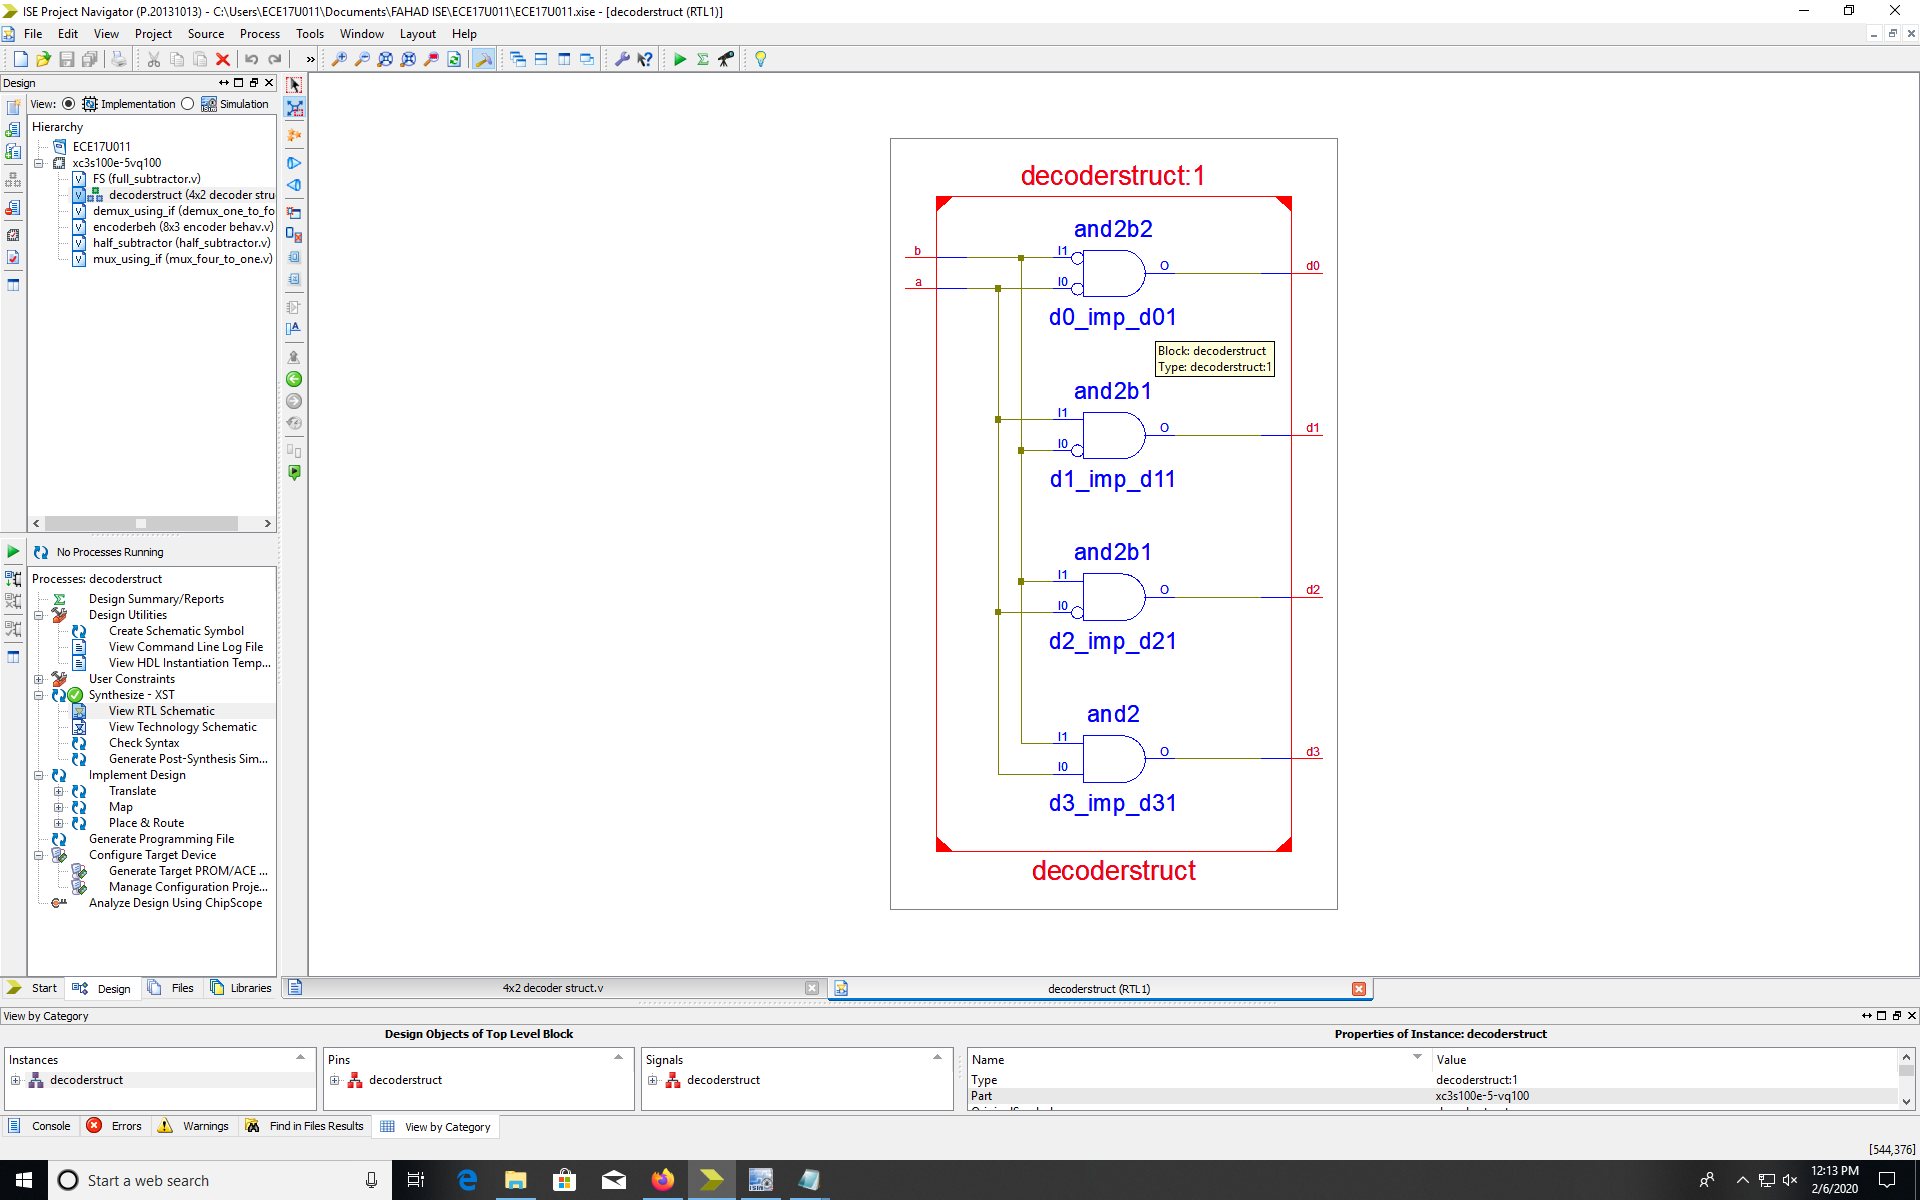 ISE Project Navigator (P.20131013) - C:\Users\ECE17U011\Documents\FAHAD ISE\ECE17U011\ECE17U011.xise - [decoderstruct (RTL1)]
File Edit View Project Source Process Tools Window Layout Help
Design
View: Implementation Simulation
Hierarchy
ECE17U011
xc3s100e-5vq100
FS (full_subtractor.v)
decoderstruct (4x2 decoder stru
demux_using_if (demux_one_to_fo
encoderbeh (8x3 encoder behav.v)
half_subtractor (half_subtractor.v)
mux_using_if (mux_four_to_one.v)
No Processes Running
Processes: decoderstruct
Design Summary/Reports
Design Utilities
Create Schematic Symbol
View Command Line Log File
View HDL Instantiation Temp...
User Constraints
Synthesize - XST
View RTL Schematic
View Technology Schematic
Check Syntax
Generate Post-Synthesis Sim...
Implement Design
Translate
Map
Place & Route
Generate Programming File
Configure Target Device
Generate Target PROM/ACE ...
Manage Configuration Proje...
Analyze Design Using ChipScope
Start Design Files Libraries
decoderstruct:1
and2b2
b I1
O d0
a I0
d0_imp_d01
Block: decoderstruct
Type: decoderstruct:1
and2b1
I1
O d1
I0
d1_imp_d11
and2b1
I1
O d2
I0
d2_imp_d21
and2
I1
O d3
I0
d3_imp_d31
decoderstruct
4x2 decoder struct.v
decoderstruct (RTL1)
View by Category
Design Objects of Top Level Block
Properties of Instance: decoderstruct
Instances
decoderstruct
Pins
decoderstruct
Signals
decoderstruct
Name Value
Type decoderstruct:1
Part xc3s100e-5-vq100
Console Errors Warnings Find in Files Results View by Category
[544,376]
Start a web search
12:13 PM
2/6/2020